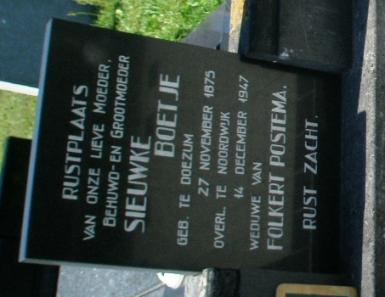 RUSTPLAATS
VAN ONZE LIEVE MOEDER,
BEHUWD-EN GROOTMOEDER
SIEUWKE
BOETJE
GEB. TE DOEZUM
27 NOVEMBER 1875
OVERL. TE NOORDWIJK
14 DECEMBER 1947
WEDUWE VAN
FOLKERT POSTEMA.
RUST ZACHT.